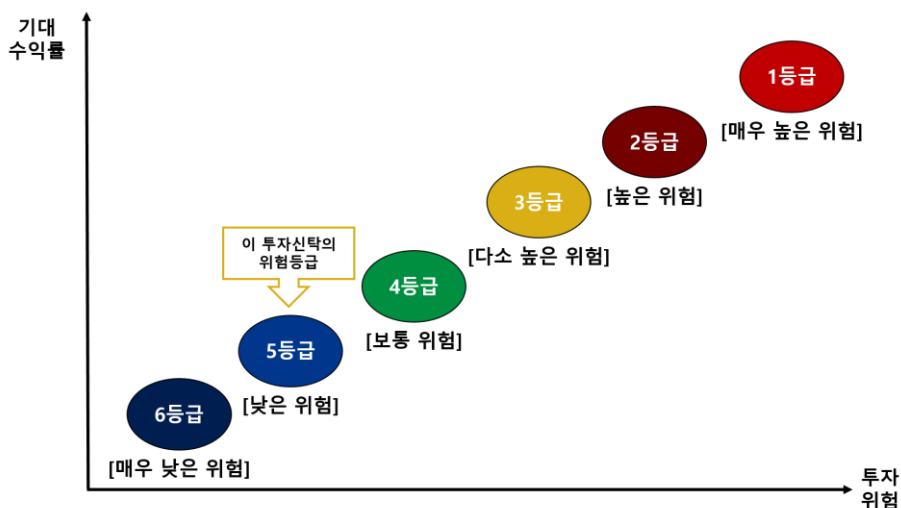 기대
수익률
1등급
[매우 높은 위험]
2등급
[높은 위험]
3등급
[다소 높은 위험]
이 투자신탁의
위험등급
4등급
[보통 위험]
5등급
[낮은 위험]
6등급
[매우 낮은 위험]
투자
위험